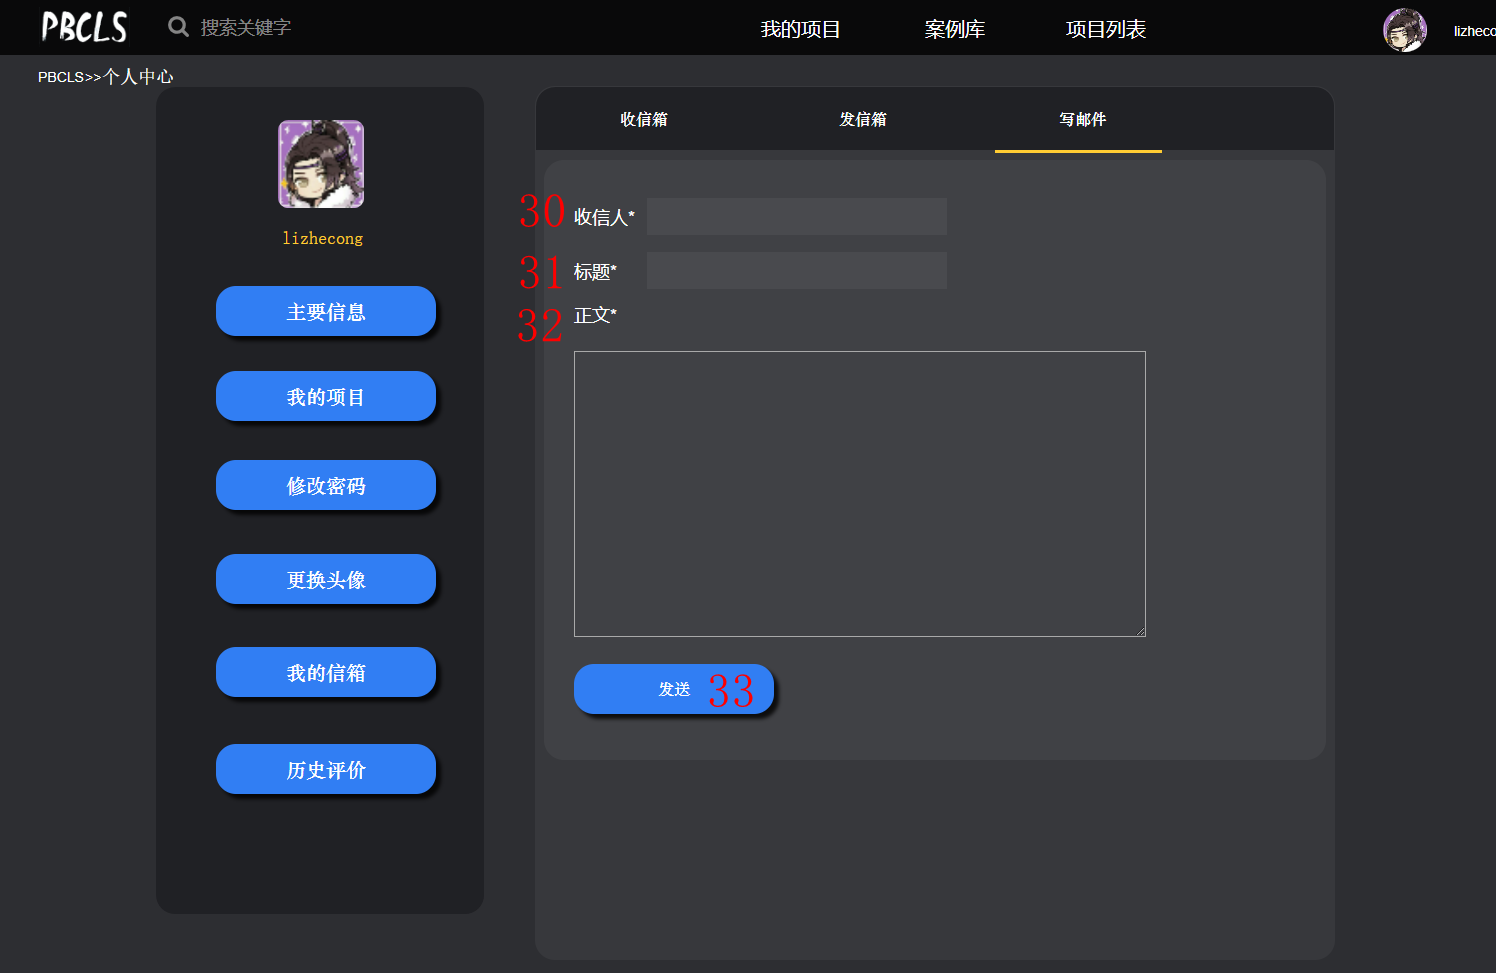 PBCLS
搜索关键字
我的项目
案例库
项目列表
lizheco
PBCLS>>个人中心
lizhecong
主要信息
我的项目
修改密码
更换头像
我的信箱
历史评价
收信箱
发信箱
写邮件
30 收信人*
31 标题*
32 正文*
发送 33